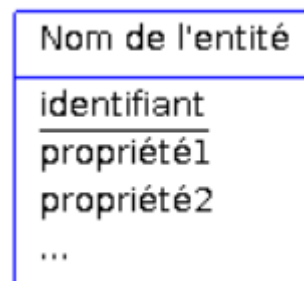 Nom de l'entité
identifiant
propriété1
propriété2
...